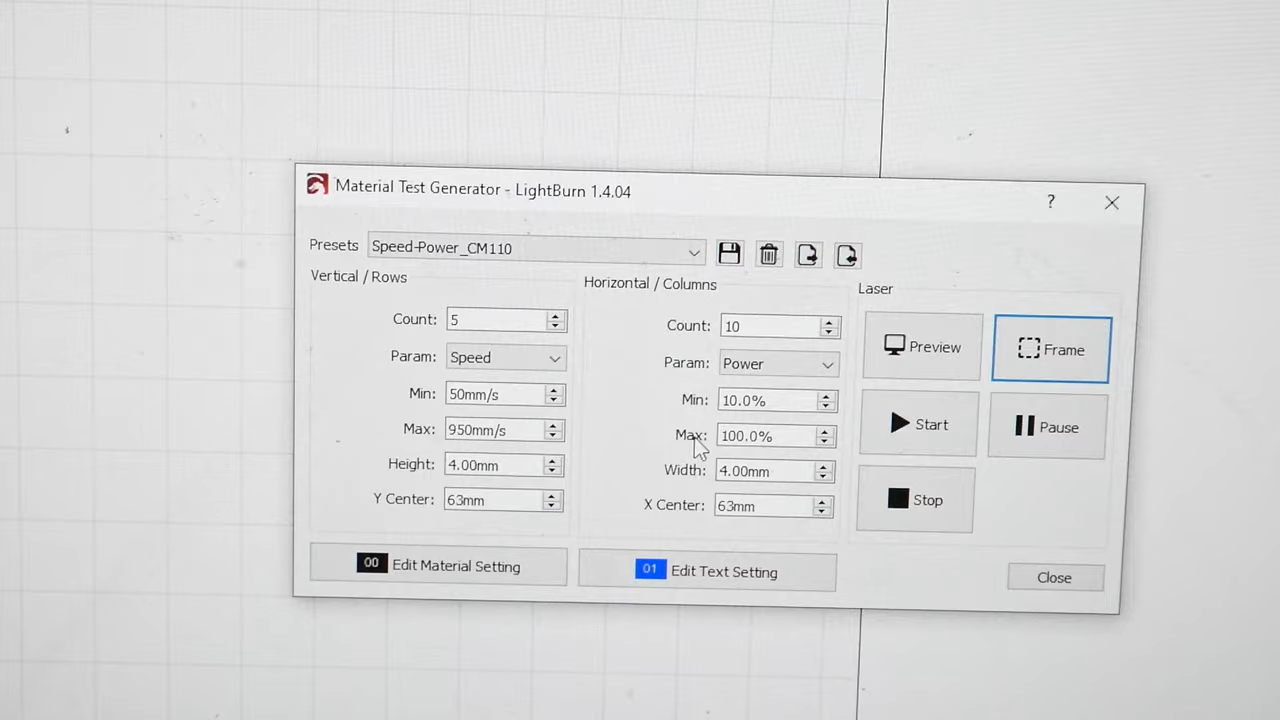 Material Test Generator - LightBurn 1.4.04
?
Presets Speed-Power_CM110
Vertical / Rows
Count: 5
Param: Speed
Min: 50mm/s
Max: 950mm/s
Height: 4.00mm
Y Center: 63mm
Horizontal / Columns
Count: 10
Param: Power
Min: 10.0%
Max: 100.0%
Width: 4.00mm
X Center: 63mm
Laser
Preview
Frame
Start
Pause
Stop
00 Edit Material Setting
01 Edit Text Setting
Close